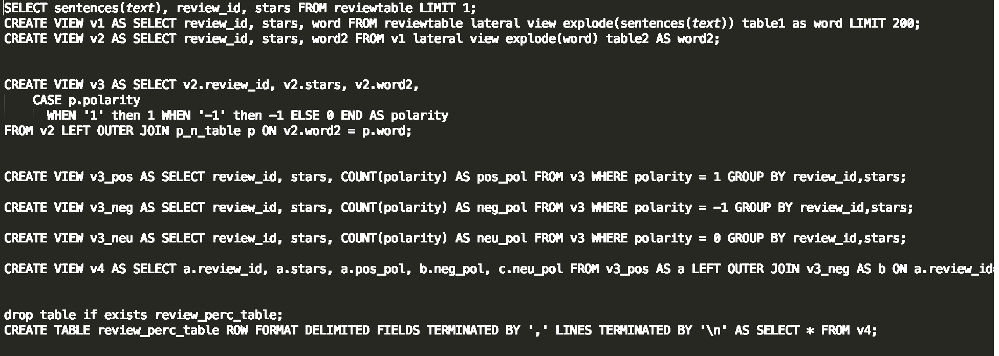 SELECT sentences(text), review_id, stars FROM reviewtable LIMIT 1;
CREATE VIEW v1 AS SELECT review_id, stars, word FROM reviewtable lateral view explode(sentences(text)) table1 as word LIMIT 200;
CREATE VIEW v2 AS SELECT review_id, stars, word2 FROM v1 lateral view explode(word) table2 AS word2;
CREATE VIEW v3 AS SELECT v2.review_id, v2.stars, v2.word2,
CASE p.polarity
WHEN '1' then 1 WHEN '-1' then -1 ELSE 0 END AS polarity
FROM v2 LEFT OUTER JOIN p_n_table p ON v2.word2 = p.word;
CREATE VIEW v3_pos AS SELECT review_id, stars, COUNT(polarity) AS pos_pol FROM v3 WHERE polarity = 1 GROUP BY review_id,stars;
CREATE VIEW v3_neg AS SELECT review_id, stars, COUNT(polarity) AS neg_pol FROM v3 WHERE polarity = -1 GROUP BY review_id,stars;
CREATE VIEW v3_neu AS SELECT review_id, stars, COUNT(polarity) AS neu_pol FROM v3 WHERE polarity = 0 GROUP BY review_id,stars;
CREATE VIEW v4 AS SELECT a.review_id, a.stars, a.pos_pol, b.neg_pol, c.neu_pol FROM v3_pos AS a LEFT OUTER JOIN v3_neg AS b ON a.review_id=
drop table if exists review_perc_table;
CREATE TABLE review_perc_table ROW FORMAT DELIMITED FIELDS TERMINATED BY ',' LINES TERMINATED BY '\n' AS SELECT * FROM v4;